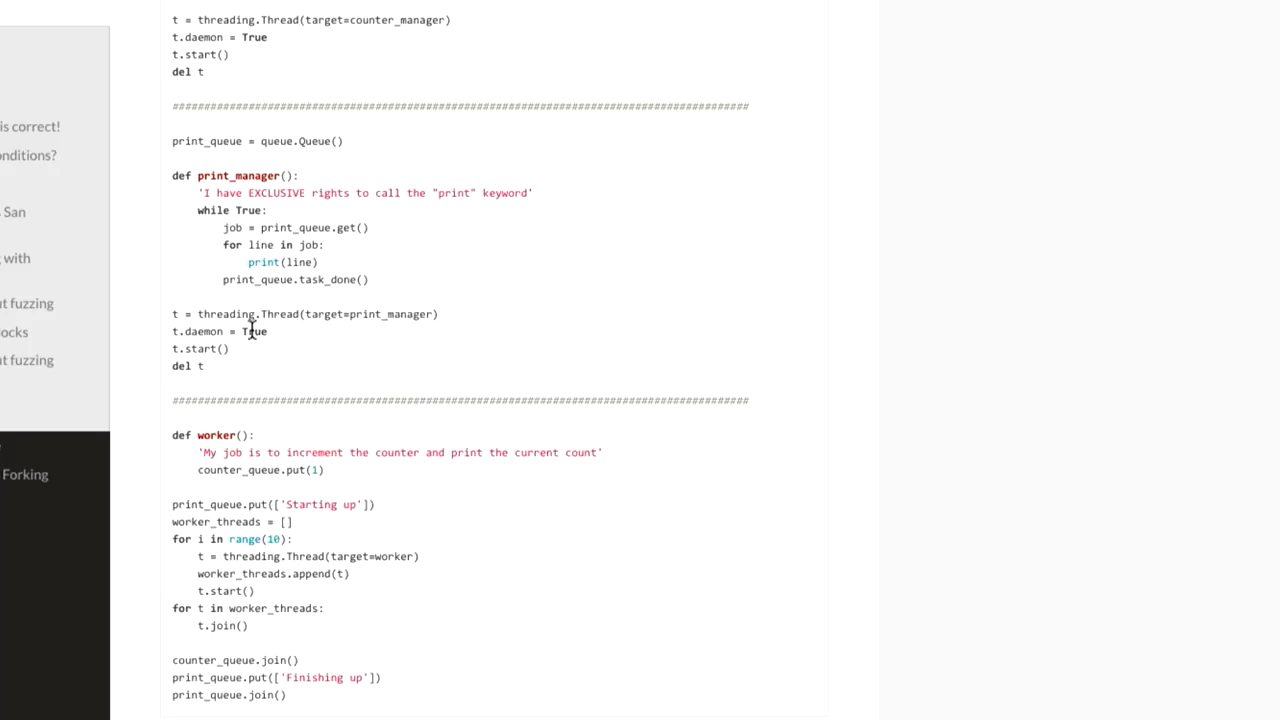 t = threading.Thread(target=counter_manager)
t.daemon = True
t.start()
del t
###########################################################################################
print_queue = queue.Queue()
def print_manager():
'I have EXCLUSIVE rights to call the "print" keyword'
while True:
job = print_queue.get()
for line in job:
print(line)
print_queue.task_done()
t = threading.Thread(target=print_manager)
t.daemon = True
t.start()
del t
###########################################################################################
def worker():
'My job is to increment the counter and print the current count'
counter_queue.put(1)
print_queue.put(['Starting up'])
worker_threads = []
for i in range(10):
t = threading.Thread(target=worker)
worker_threads.append(t)
t.start()
for t in worker_threads:
t.join()
counter_queue.join()
print_queue.put(['Finishing up'])
print_queue.join()
is correct!
onditions?
San
with
t fuzzing
ocks
t fuzzing
Forking